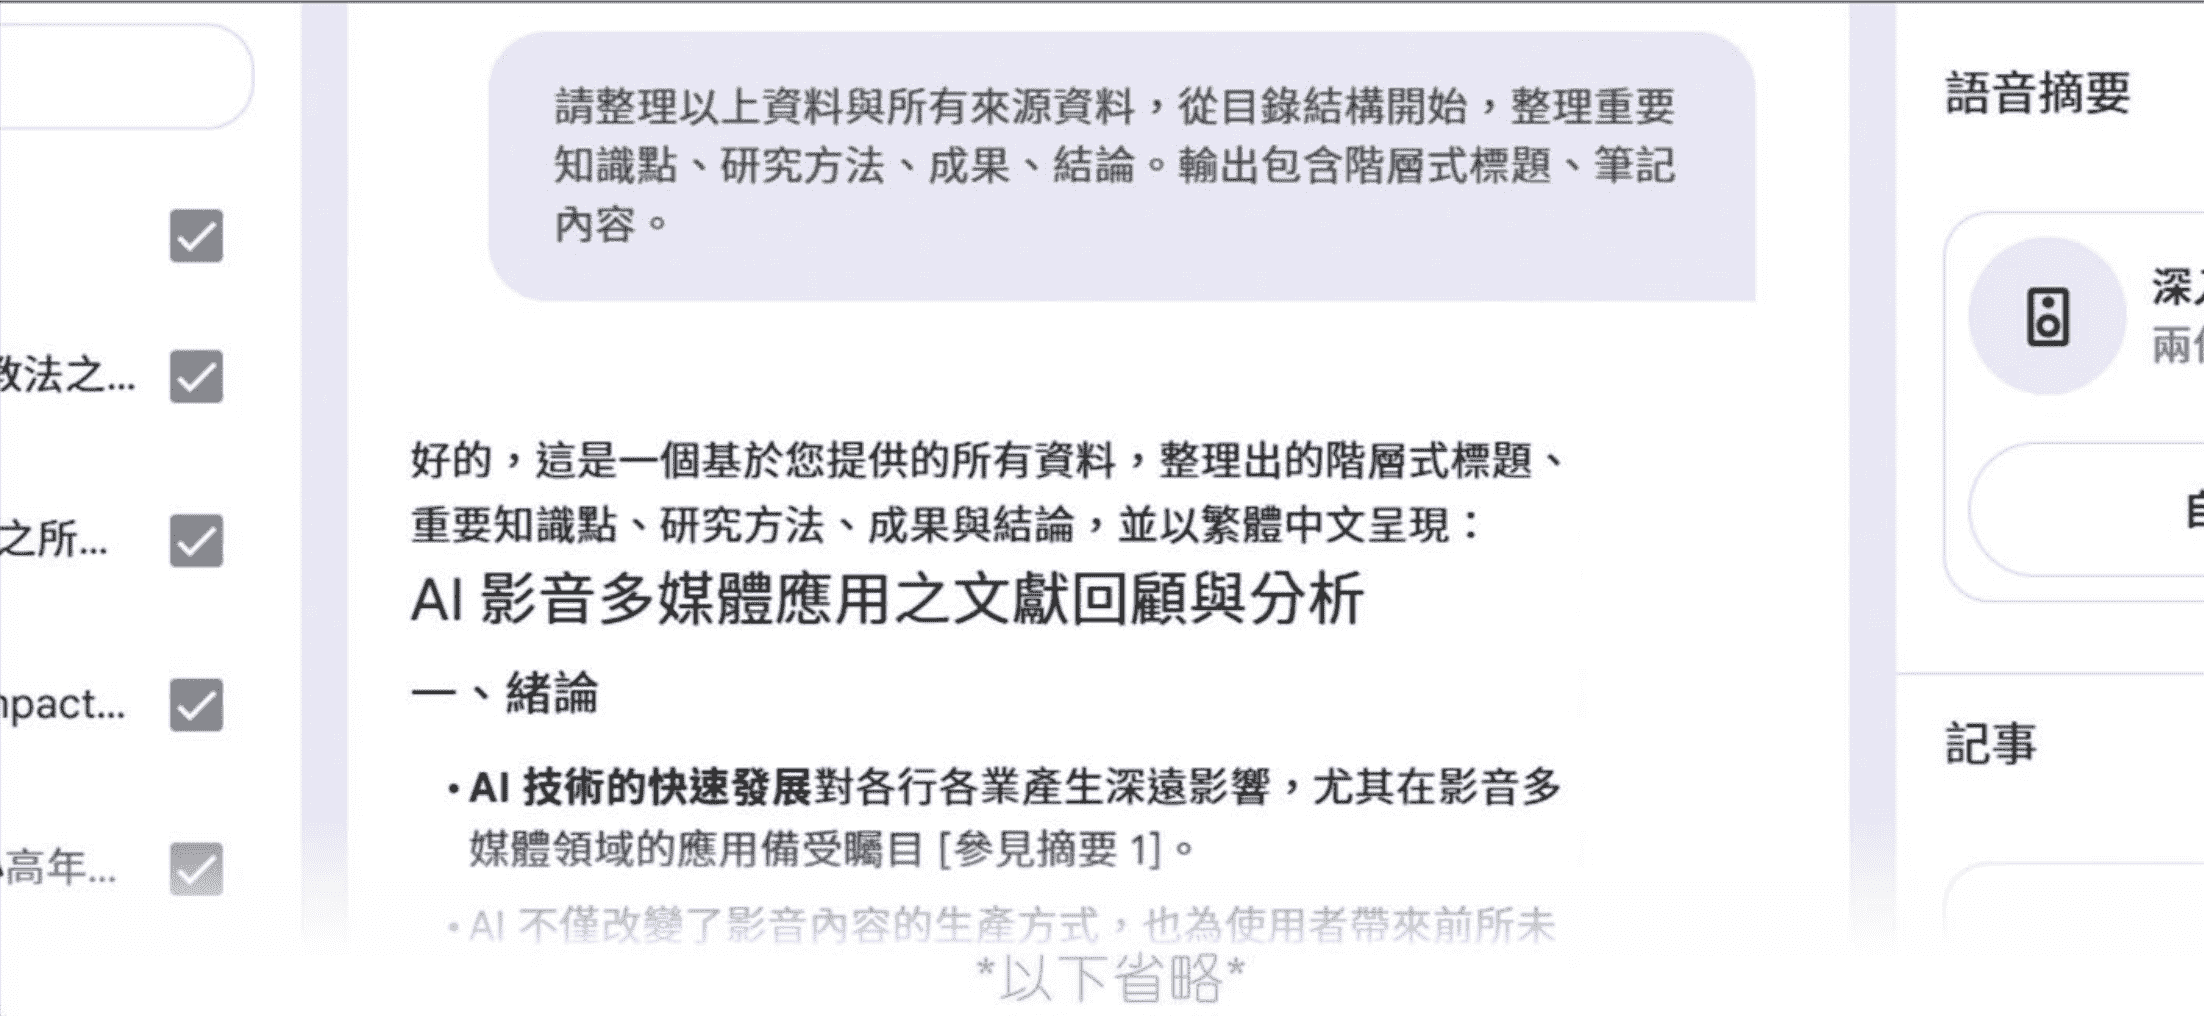 請整理以上資料與所有來源資料，從目錄結構開始，整理重要
知識點、研究方法、成果、結論。輸出包含階層式標題、筆記
內容。
教法之...
之所...
mpact...
高年...
好的，這是一個基於您提供的所有資料，整理出的階層式標題、
重要知識點、研究方法、成果與結論，並以繁體中文呈現：
AI 影音多媒體應用之文獻回顧與分析
一、緒論
•AI 技術的快速發展對各行各業產生深遠影響，尤其在影音多
媒體領域的應用備受矚目 [參見摘要 1]。
•AI 不僅改變了影音內容的生產方式，也為使用者帶來前所未
*以下省略*
語音摘要
深
兩
自
記事